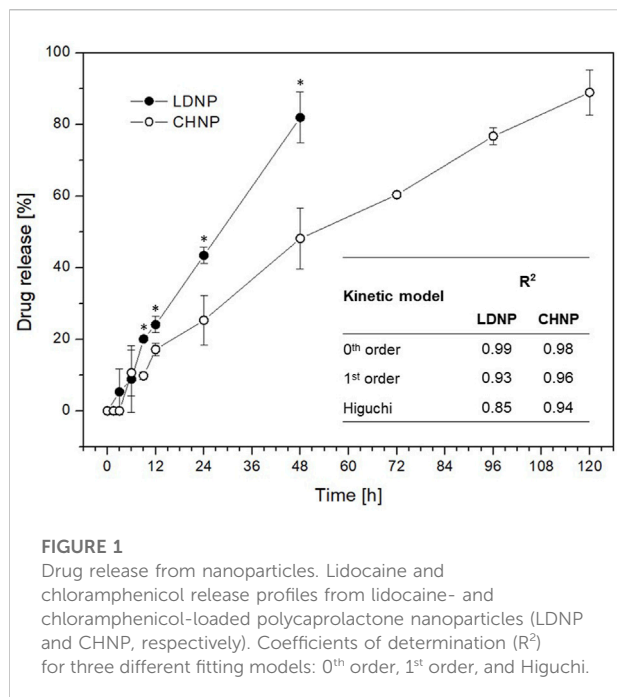 100
80
60
40
20
0
Drug release [%]
LDNP
CHNP
*
*
*
*
Kinetic model R²
LDNP CHNP
0th order 0.99 0.98
1st order 0.93 0.96
Higuchi 0.85 0.94
0 12 24 36 48 60 72 84 96 108 120
Time [h]
FIGURE 1
Drug release from nanoparticles. Lidocaine and
chloramphenicol release profiles from lidocaine- and
chloramphenicol-loaded polycaprolactone nanoparticles (LDNP
and CHNP, respectively). Coefficients of determination (R²)
for three different fitting models: 0th order, 1st order, and Higuchi.